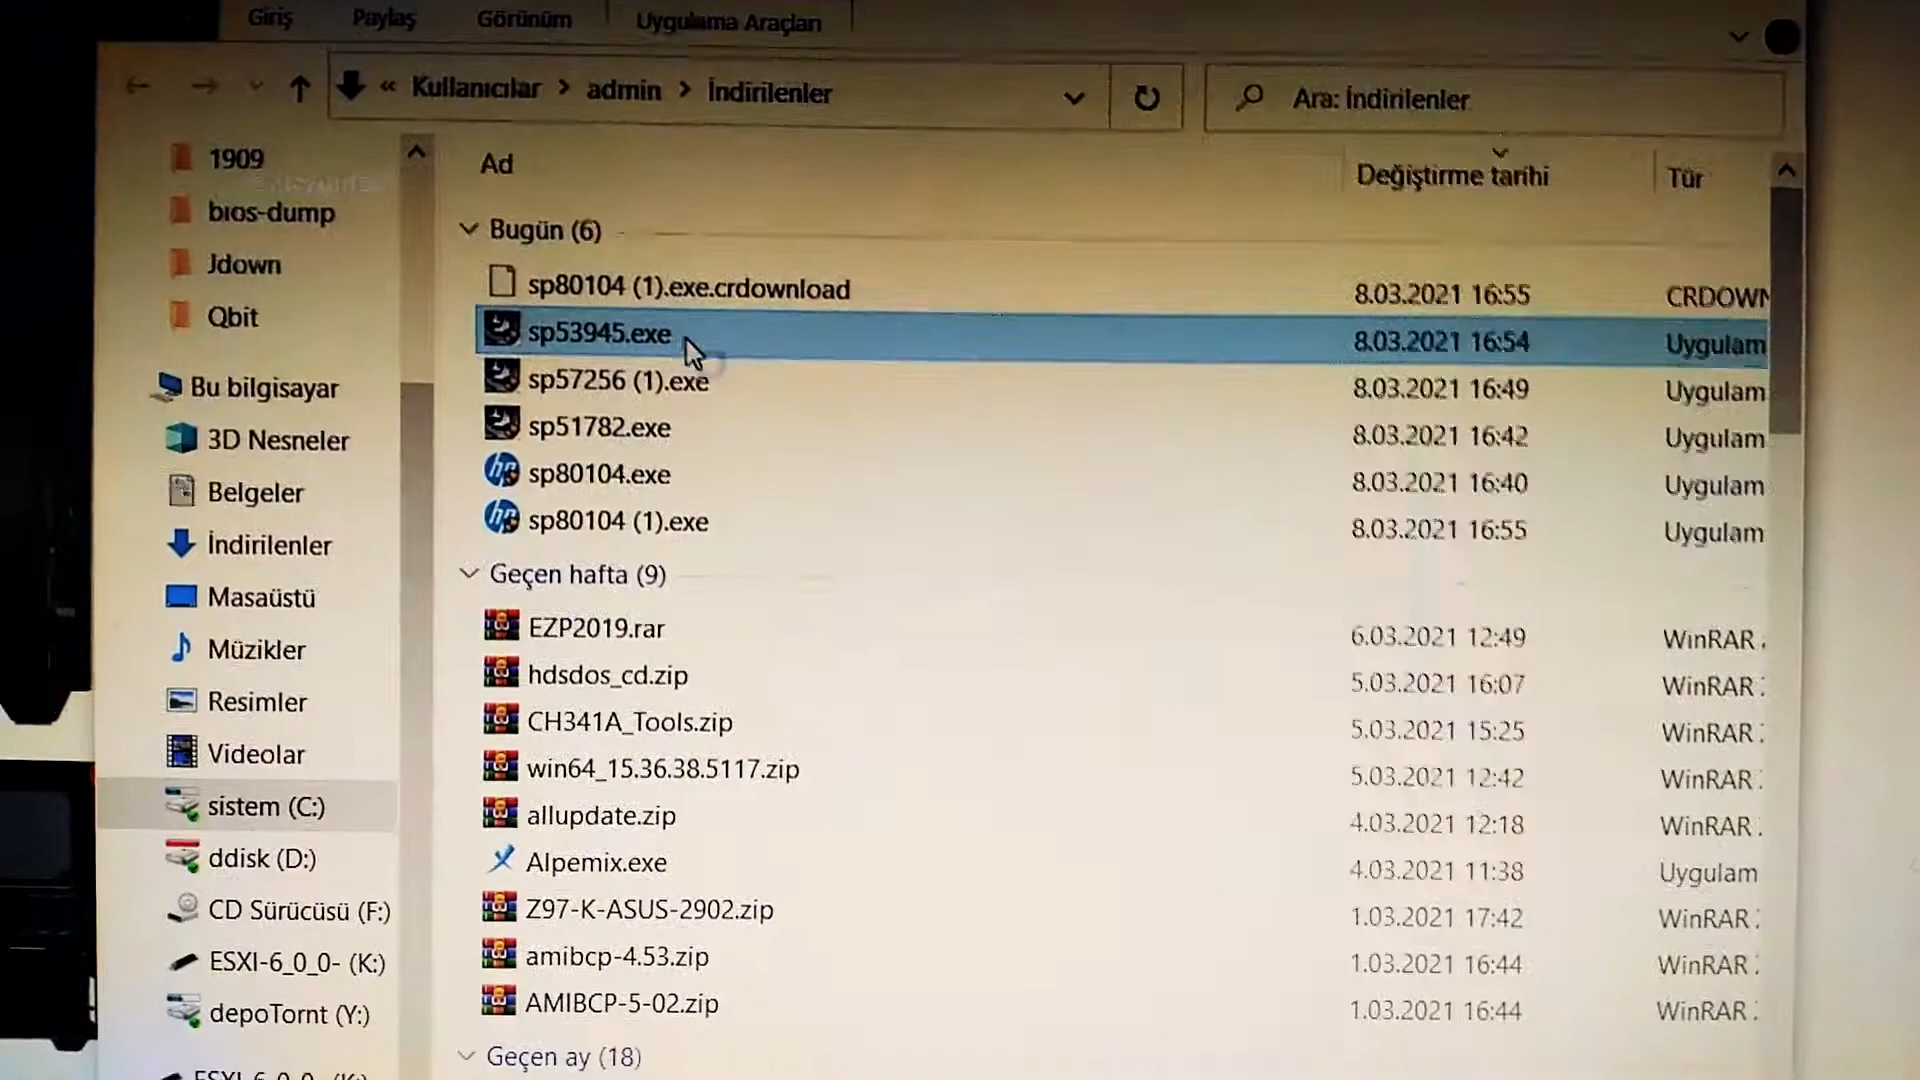 Giriş Paylaş Görünüm Uygulama Araçları
« Kullanıcılar > admin > İndirilenler
Ara: İndirilenler
1909
bıos-dump
Jdown
Qbit
Bu bilgisayar
3D Nesneler
Belgeler
İndirilenler
Masaüstü
Müzikler
Resimler
Videolar
sistem (C:)
ddisk (D:)
CD Sürücüsü (F:)
ESXI-6_0_0- (K:)
depoTornt (Y:)
ESXI-6_0_0- (K:)
Ad Değiştirme tarihi Tür
Bugün (6)
sp80104 (1).exe.crdownload 8.03.2021 16:55 CRDOWN
sp53945.exe 8.03.2021 16:54 Uygulam
sp57256 (1).exe 8.03.2021 16:49 Uygulam
sp51782.exe 8.03.2021 16:42 Uygulam
sp80104.exe 8.03.2021 16:40 Uygulam
sp80104 (1).exe 8.03.2021 16:55 Uygulam
Geçen hafta (9)
EZP2019.rar 6.03.2021 12:49 WinRAR
hdsdos_cd.zip 5.03.2021 16:07 WinRAR
CH341A_Tools.zip 5.03.2021 15:25 WinRAR
win64_15.36.38.5117.zip 5.03.2021 12:42 WinRAR
allupdate.zip 4.03.2021 12:18 WinRAR
Alpemix.exe 4.03.2021 11:38 Uygulam
Z97-K-ASUS-2902.zip 1.03.2021 17:42 WinRAR
amibcp-4.53.zip 1.03.2021 16:44 WinRAR
AMIBCP-5-02.zip 1.03.2021 16:44 WinRAR
Geçen ay (18)